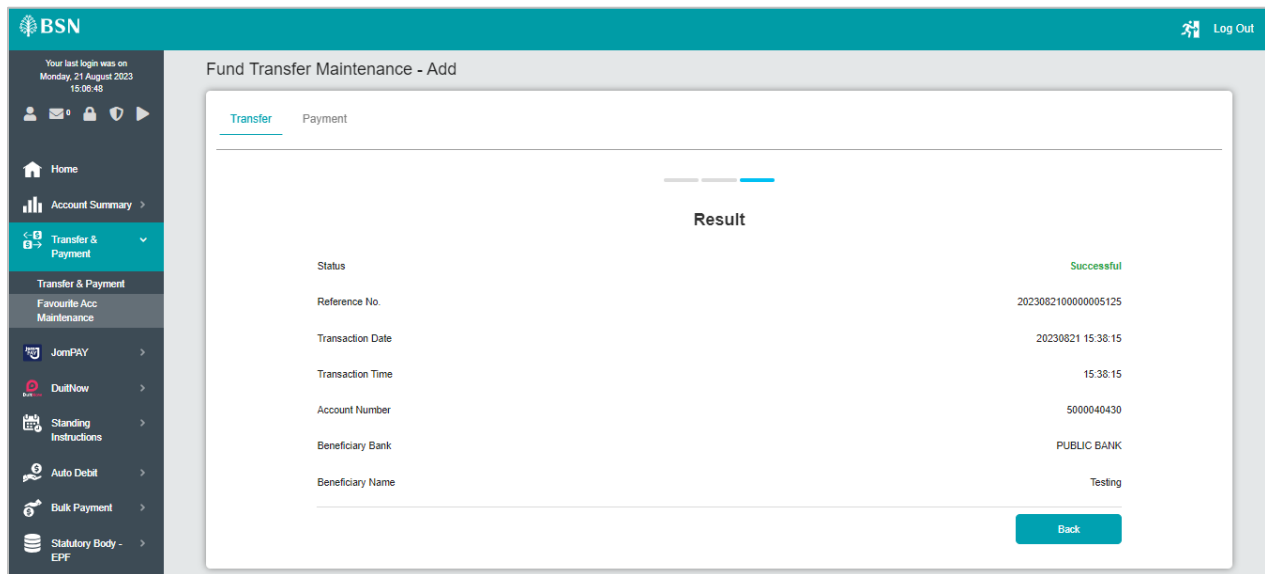 BSN
Log Out
Your last login was on
Monday, 21 August 2023
15:06:48
0
Home
Account Summary
Transfer &
Payment
Transfer & Payment
Favourite Acc
Maintenance
JomPAY
DuitNow
Standing
Instructions
Auto Debit
Bulk Payment
Statutory Body -
EPF
Fund Transfer Maintenance - Add
Transfer Payment
Result
Status Successful
Reference No. 2023082100000005125
Transaction Date 20230821 15:38:15
Transaction Time 15:38:15
Account Number 5000040430
Beneficiary Bank PUBLIC BANK
Beneficiary Name Testing
Back